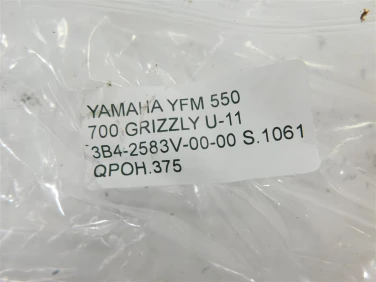 YAMAHA YFM 550
700 GRIZZLY U-11
3B4-2583V-00-00 S.1061
QPOH.375